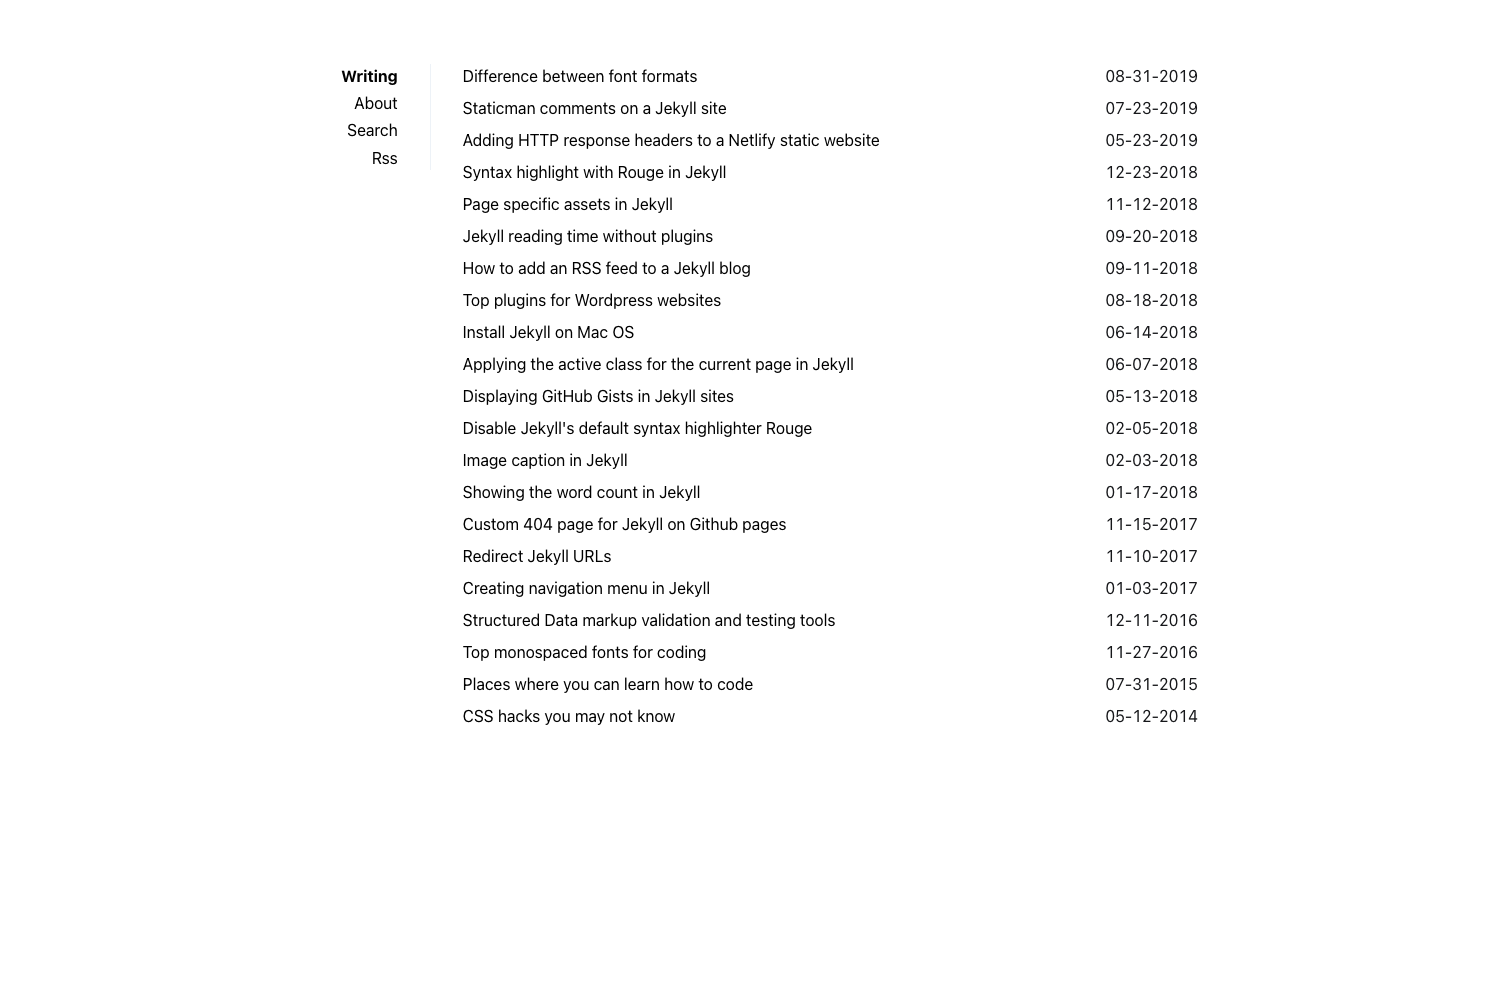 Writing
About
Search
Rss
Difference between font formats 08-31-2019
Staticman comments on a Jekyll site 07-23-2019
Adding HTTP response headers to a Netlify static website 05-23-2019
Syntax highlight with Rouge in Jekyll 12-23-2018
Page specific assets in Jekyll 11-12-2018
Jekyll reading time without plugins 09-20-2018
How to add an RSS feed to a Jekyll blog 09-11-2018
Top plugins for Wordpress websites 08-18-2018
Install Jekyll on Mac OS 06-14-2018
Applying the active class for the current page in Jekyll 06-07-2018
Displaying GitHub Gists in Jekyll sites 05-13-2018
Disable Jekyll's default syntax highlighter Rouge 02-05-2018
Image caption in Jekyll 02-03-2018
Showing the word count in Jekyll 01-17-2018
Custom 404 page for Jekyll on Github pages 11-15-2017
Redirect Jekyll URLs 11-10-2017
Creating navigation menu in Jekyll 01-03-2017
Structured Data markup validation and testing tools 12-11-2016
Top monospaced fonts for coding 11-27-2016
Places where you can learn how to code 07-31-2015
CSS hacks you may not know 05-12-2014